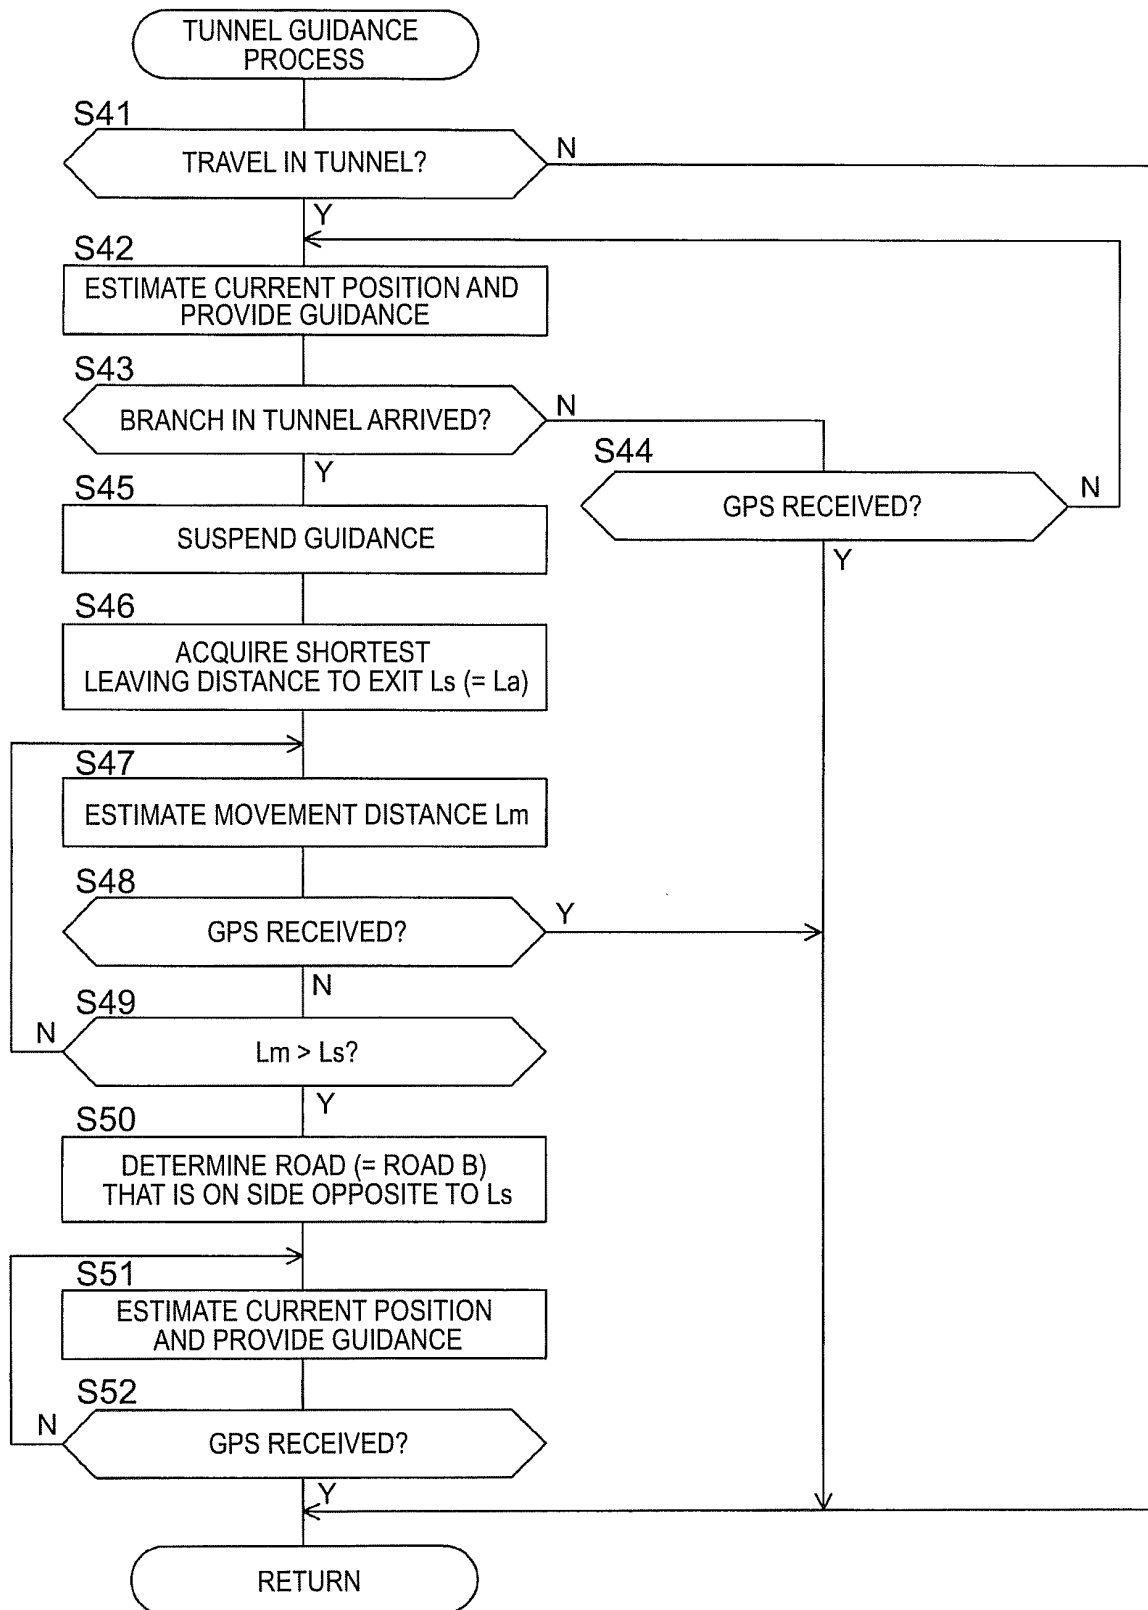 TUNNEL GUIDANCE
PROCESS
S41
TRAVEL IN TUNNEL?
N
Y
S42
ESTIMATE CURRENT POSITION AND
PROVIDE GUIDANCE
S43
BRANCH IN TUNNEL ARRIVED?
N
Y
S44
GPS RECEIVED?
N
Y
S45
SUSPEND GUIDANCE
S46
ACQUIRE SHORTEST
LEAVING DISTANCE TO EXIT Ls (= La)
S47
ESTIMATE MOVEMENT DISTANCE Lm
S48
GPS RECEIVED?
Y
N
S49
N
Lm > Ls?
Y
S50
DETERMINE ROAD (= ROAD B)
THAT IS ON SIDE OPPOSITE TO Ls
S51
ESTIMATE CURRENT POSITION
AND PROVIDE GUIDANCE
S52
N
GPS RECEIVED?
Y
RETURN